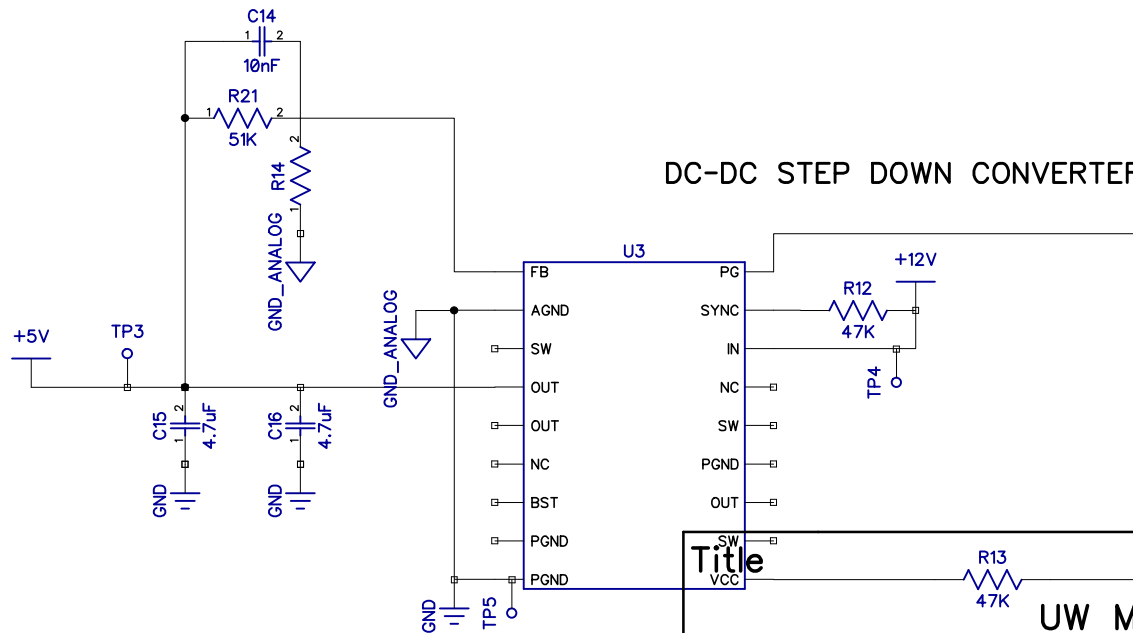 C14
1 2
10nF
R21
1 2
51K
2
R14
1
GND_ANALOG
DC-DC STEP DOWN CONVERTER
U3
+12V
FB
PG
R12
47K
AGND
SYNC
GND_ANALOG
+5V
TP3
SW
IN
TP4
OUT
NC
2
C15
1
4.7uF
2
C16
1
4.7uF
OUT
SW
NC
PGND
GND
GND
BST
OUT
PGND
SW
Title
R13
47K
PGND
VCC
GND
TP5
UW M